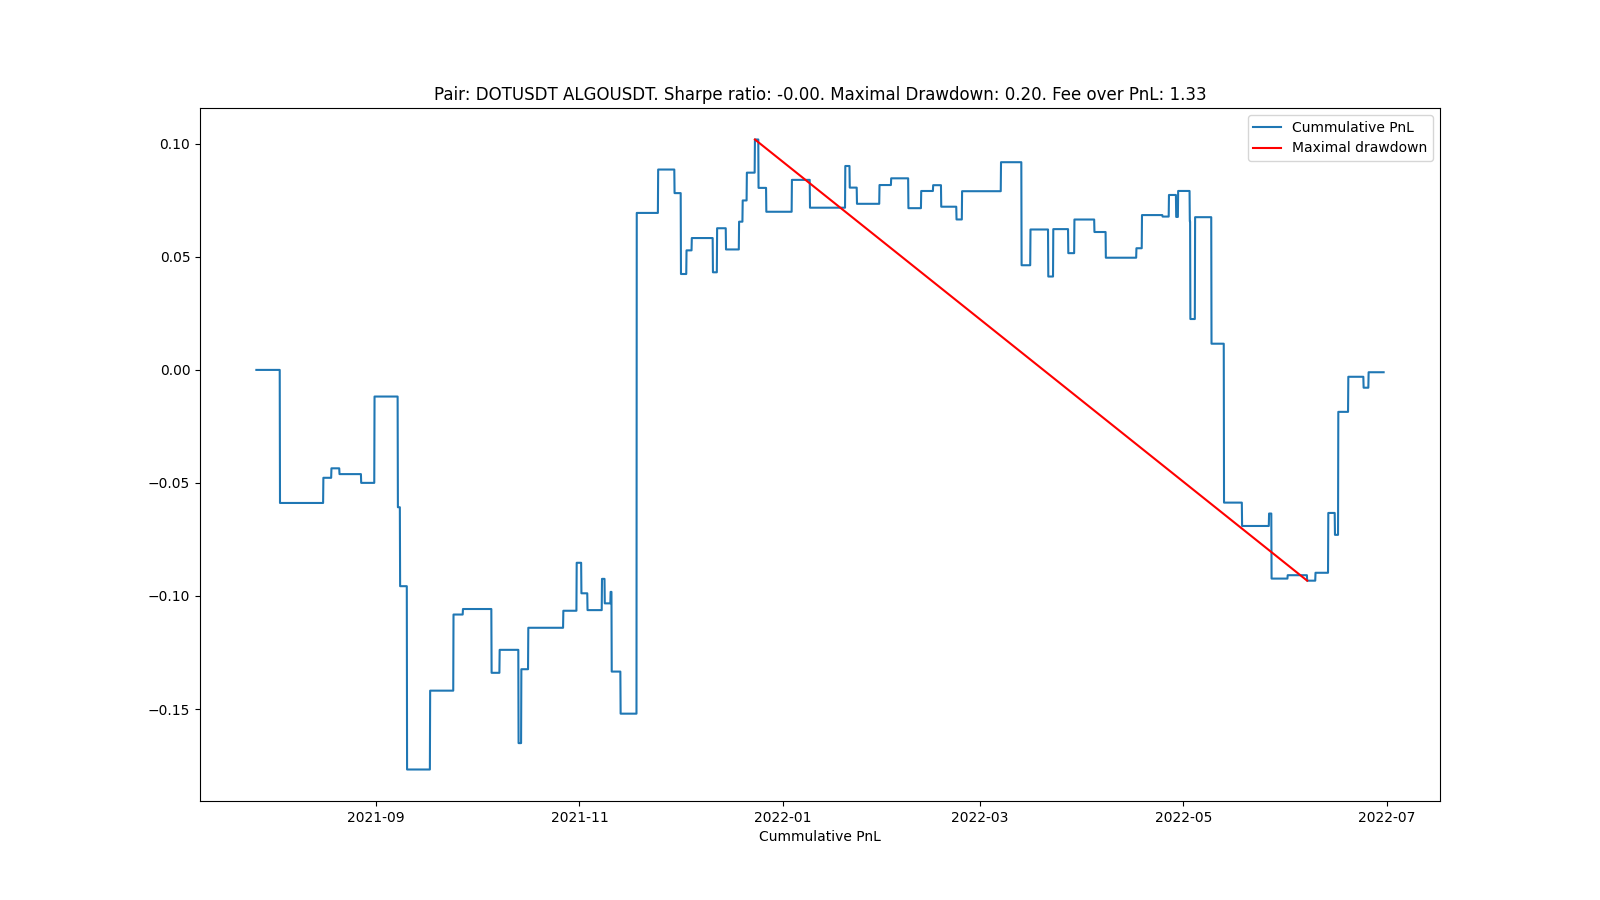 Pair: DOTUSDT ALGOUSDT. Sharpe ratio: -0.00. Maximal Drawdown: 0.20. Fee over PnL: 1.33
Cummulative PnL
Maximal drawdown
0.10
0.05
0.00
−0.05
−0.10
−0.15
2021-09 2021-11 2022-01 2022-03 2022-05 2022-07
Cummulative PnL